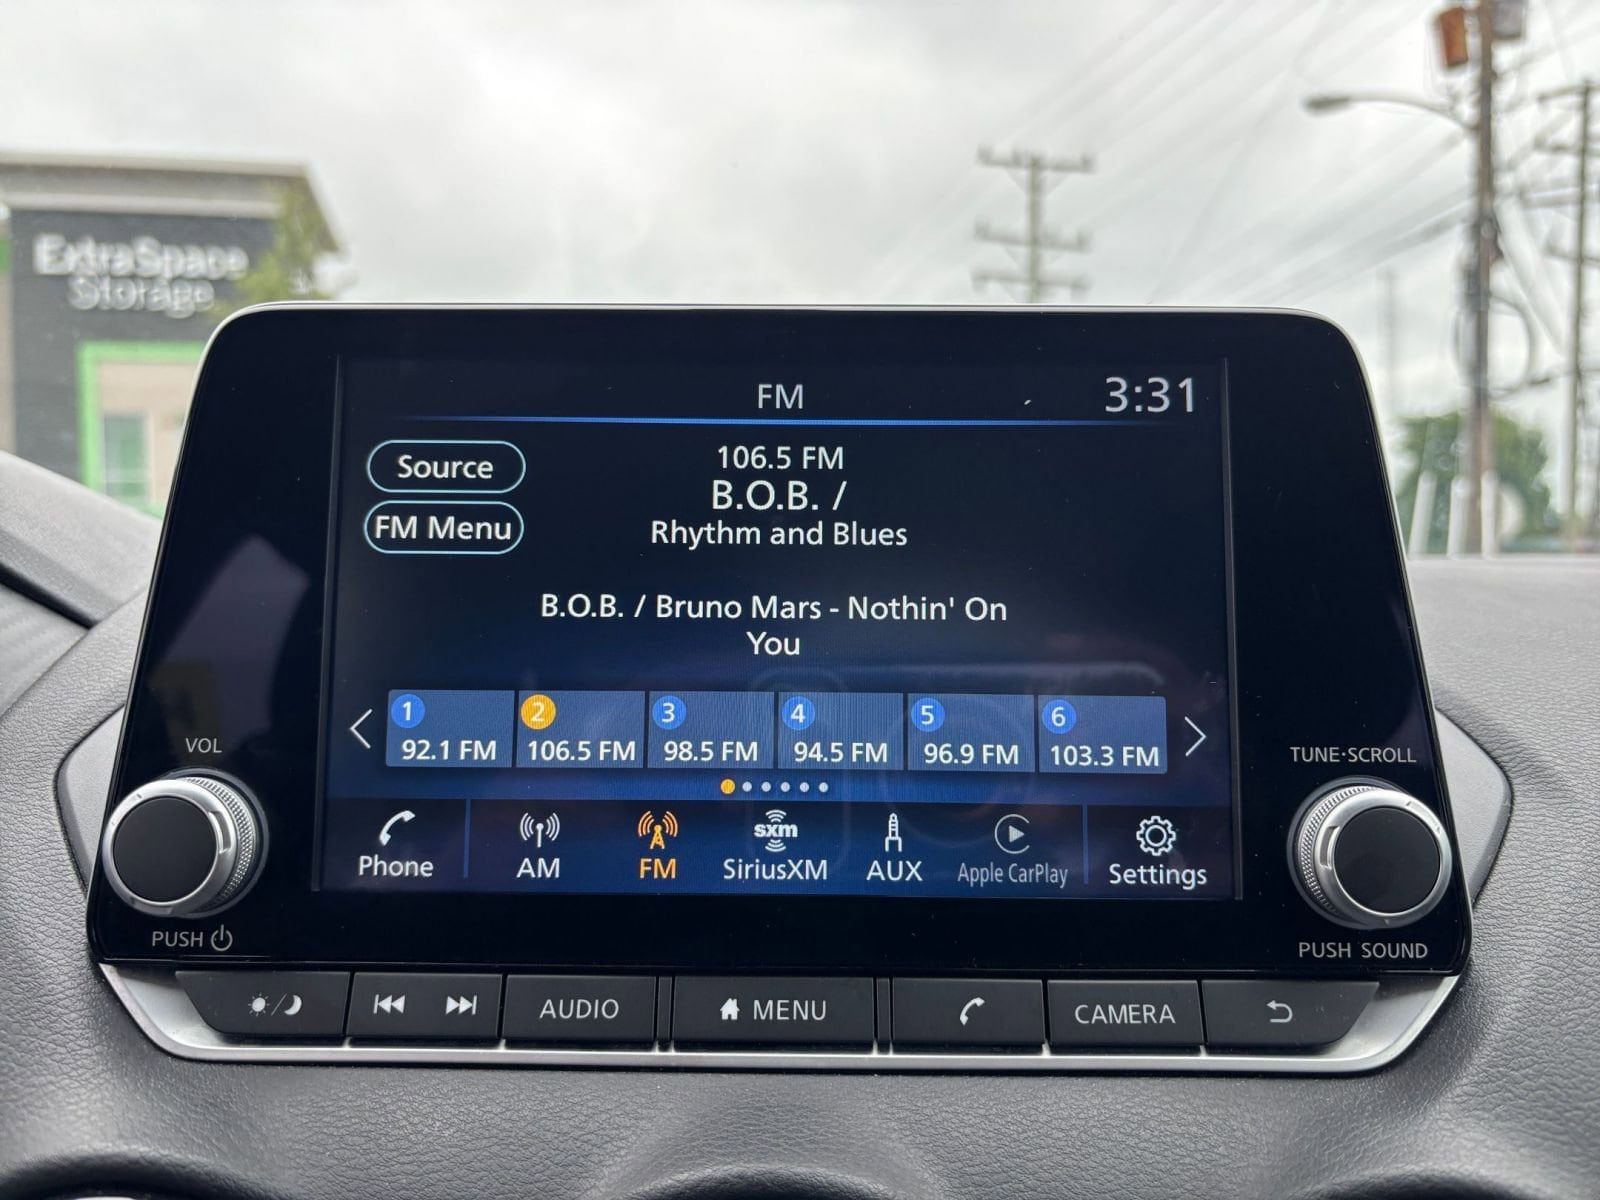 ExtraSpace
Storage
FM
3:31
Source
106.5 FM
B.O.B. /
FM Menu
Rhythm and Blues
B.O.B. / Bruno Mars - Nothin' On
You
1
2
3
4
5
6
92.1 FM
106.5 FM
98.5 FM
94.5 FM
96.9 FM
103.3 FM
VOL
TUNE·SCROLL
sxm
Phone
AM
FM
SiriusXM
AUX
Apple CarPlay
Settings
PUSH
PUSH SOUND
AUDIO
MENU
CAMERA